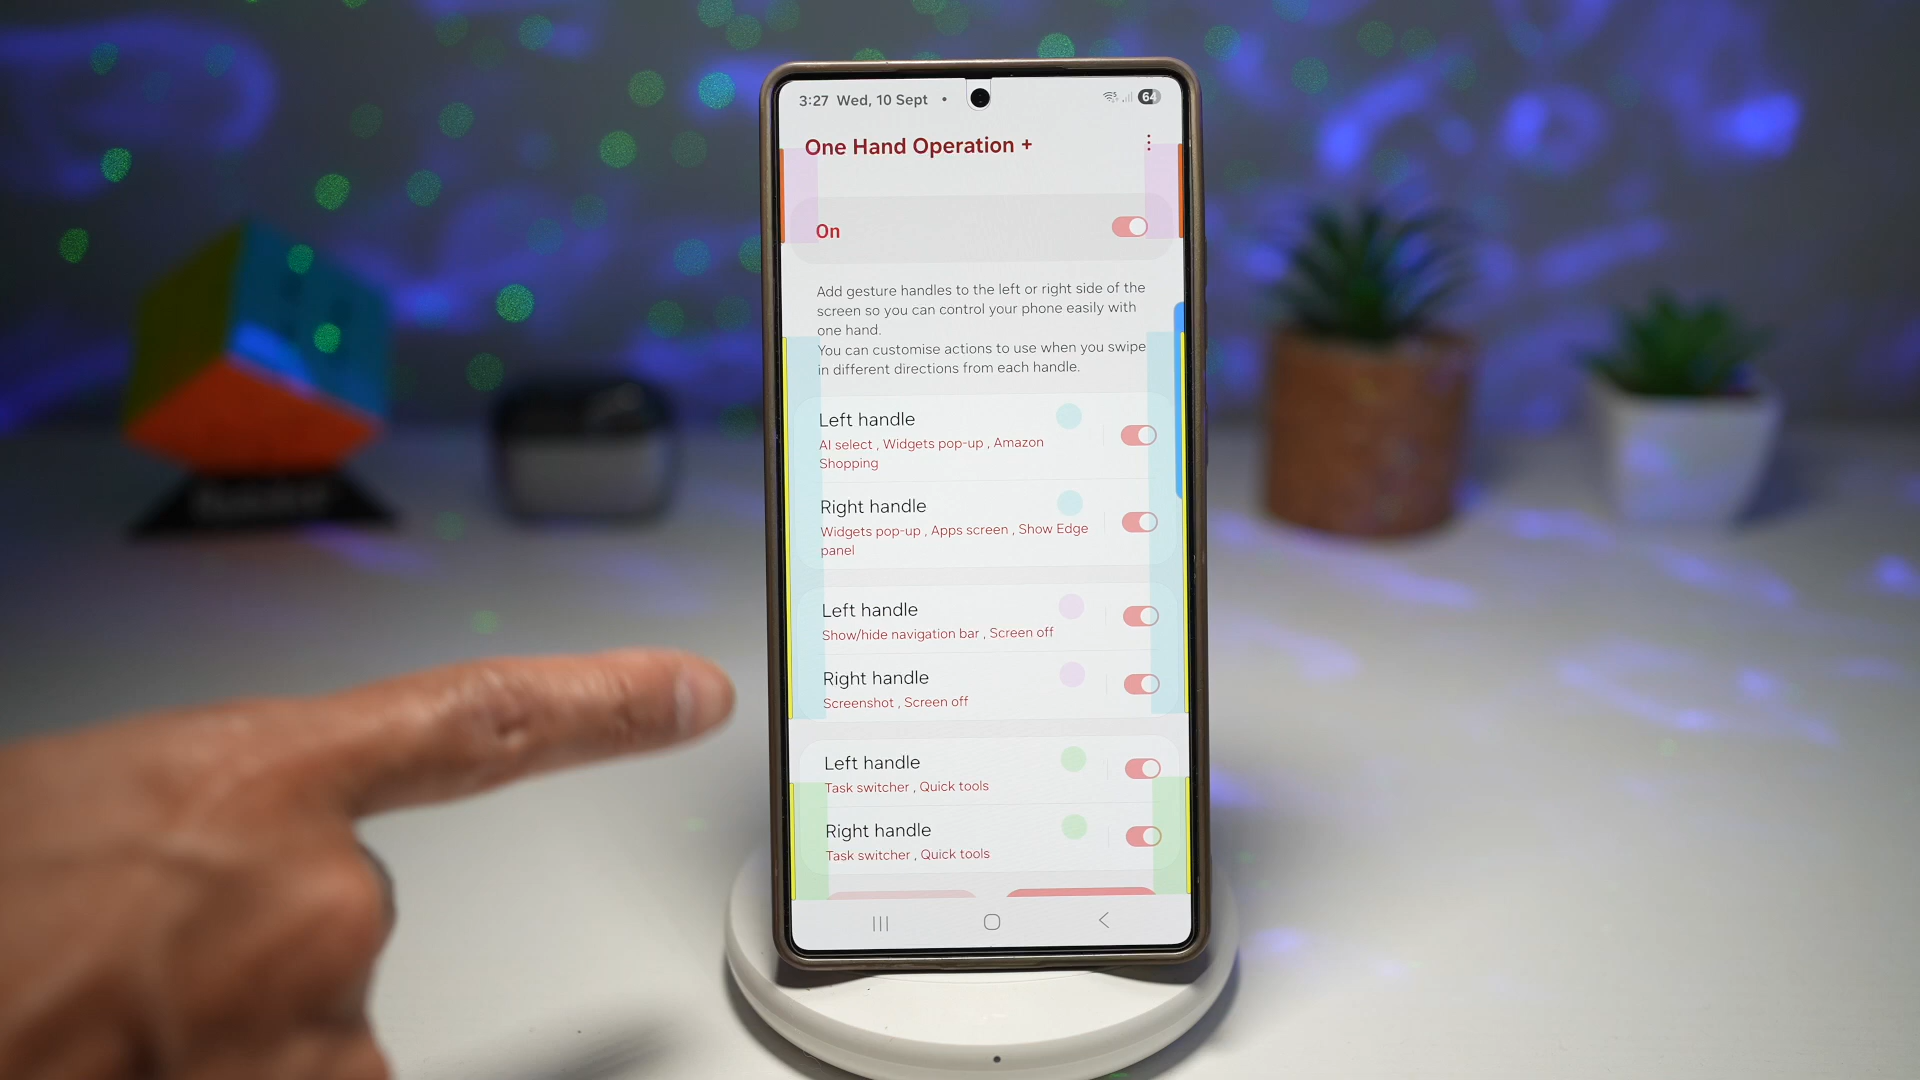 3:27 Wed, 10 Sept •
64
One Hand Operation +
On
Add gesture handles to the left or right side of the
screen so you can control your phone easily with
one hand.
You can customise actions to use when you swipe
in different directions from each handle.
Left handle
AI select , Widgets pop-up , Amazon
Shopping
Right handle
Widgets pop-up , Apps screen , Show Edge
panel
Left handle
Show/hide navigation bar , Screen off
Right handle
Screenshot , Screen off
Left handle
Task switcher , Quick tools
Right handle
Task switcher , Quick tools